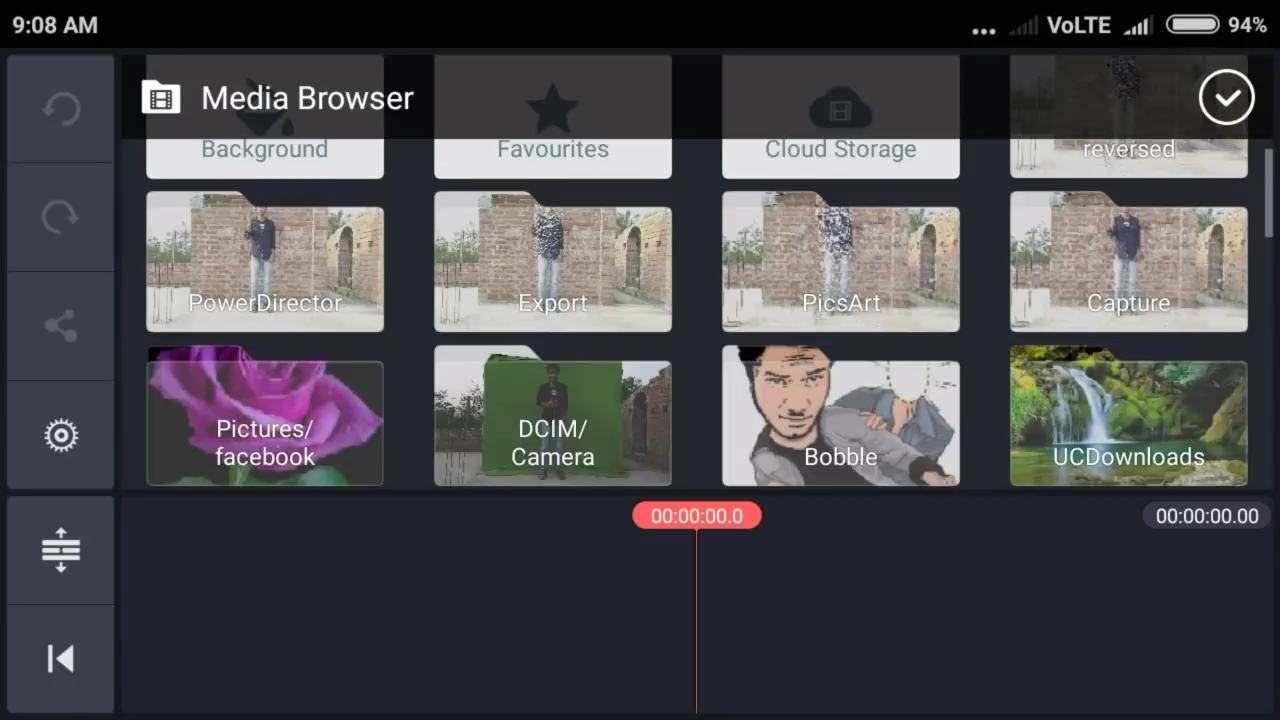 9:08 AM
... VoLTE 94%
Media Browser
Background
Favourites
Cloud Storage
reversed
PowerDirector
Export
PicsArt
Capture
Pictures/
facebook
DCIM/
Camera
Bobble
UCDownloads
00:00:00.0
00:00:00.00